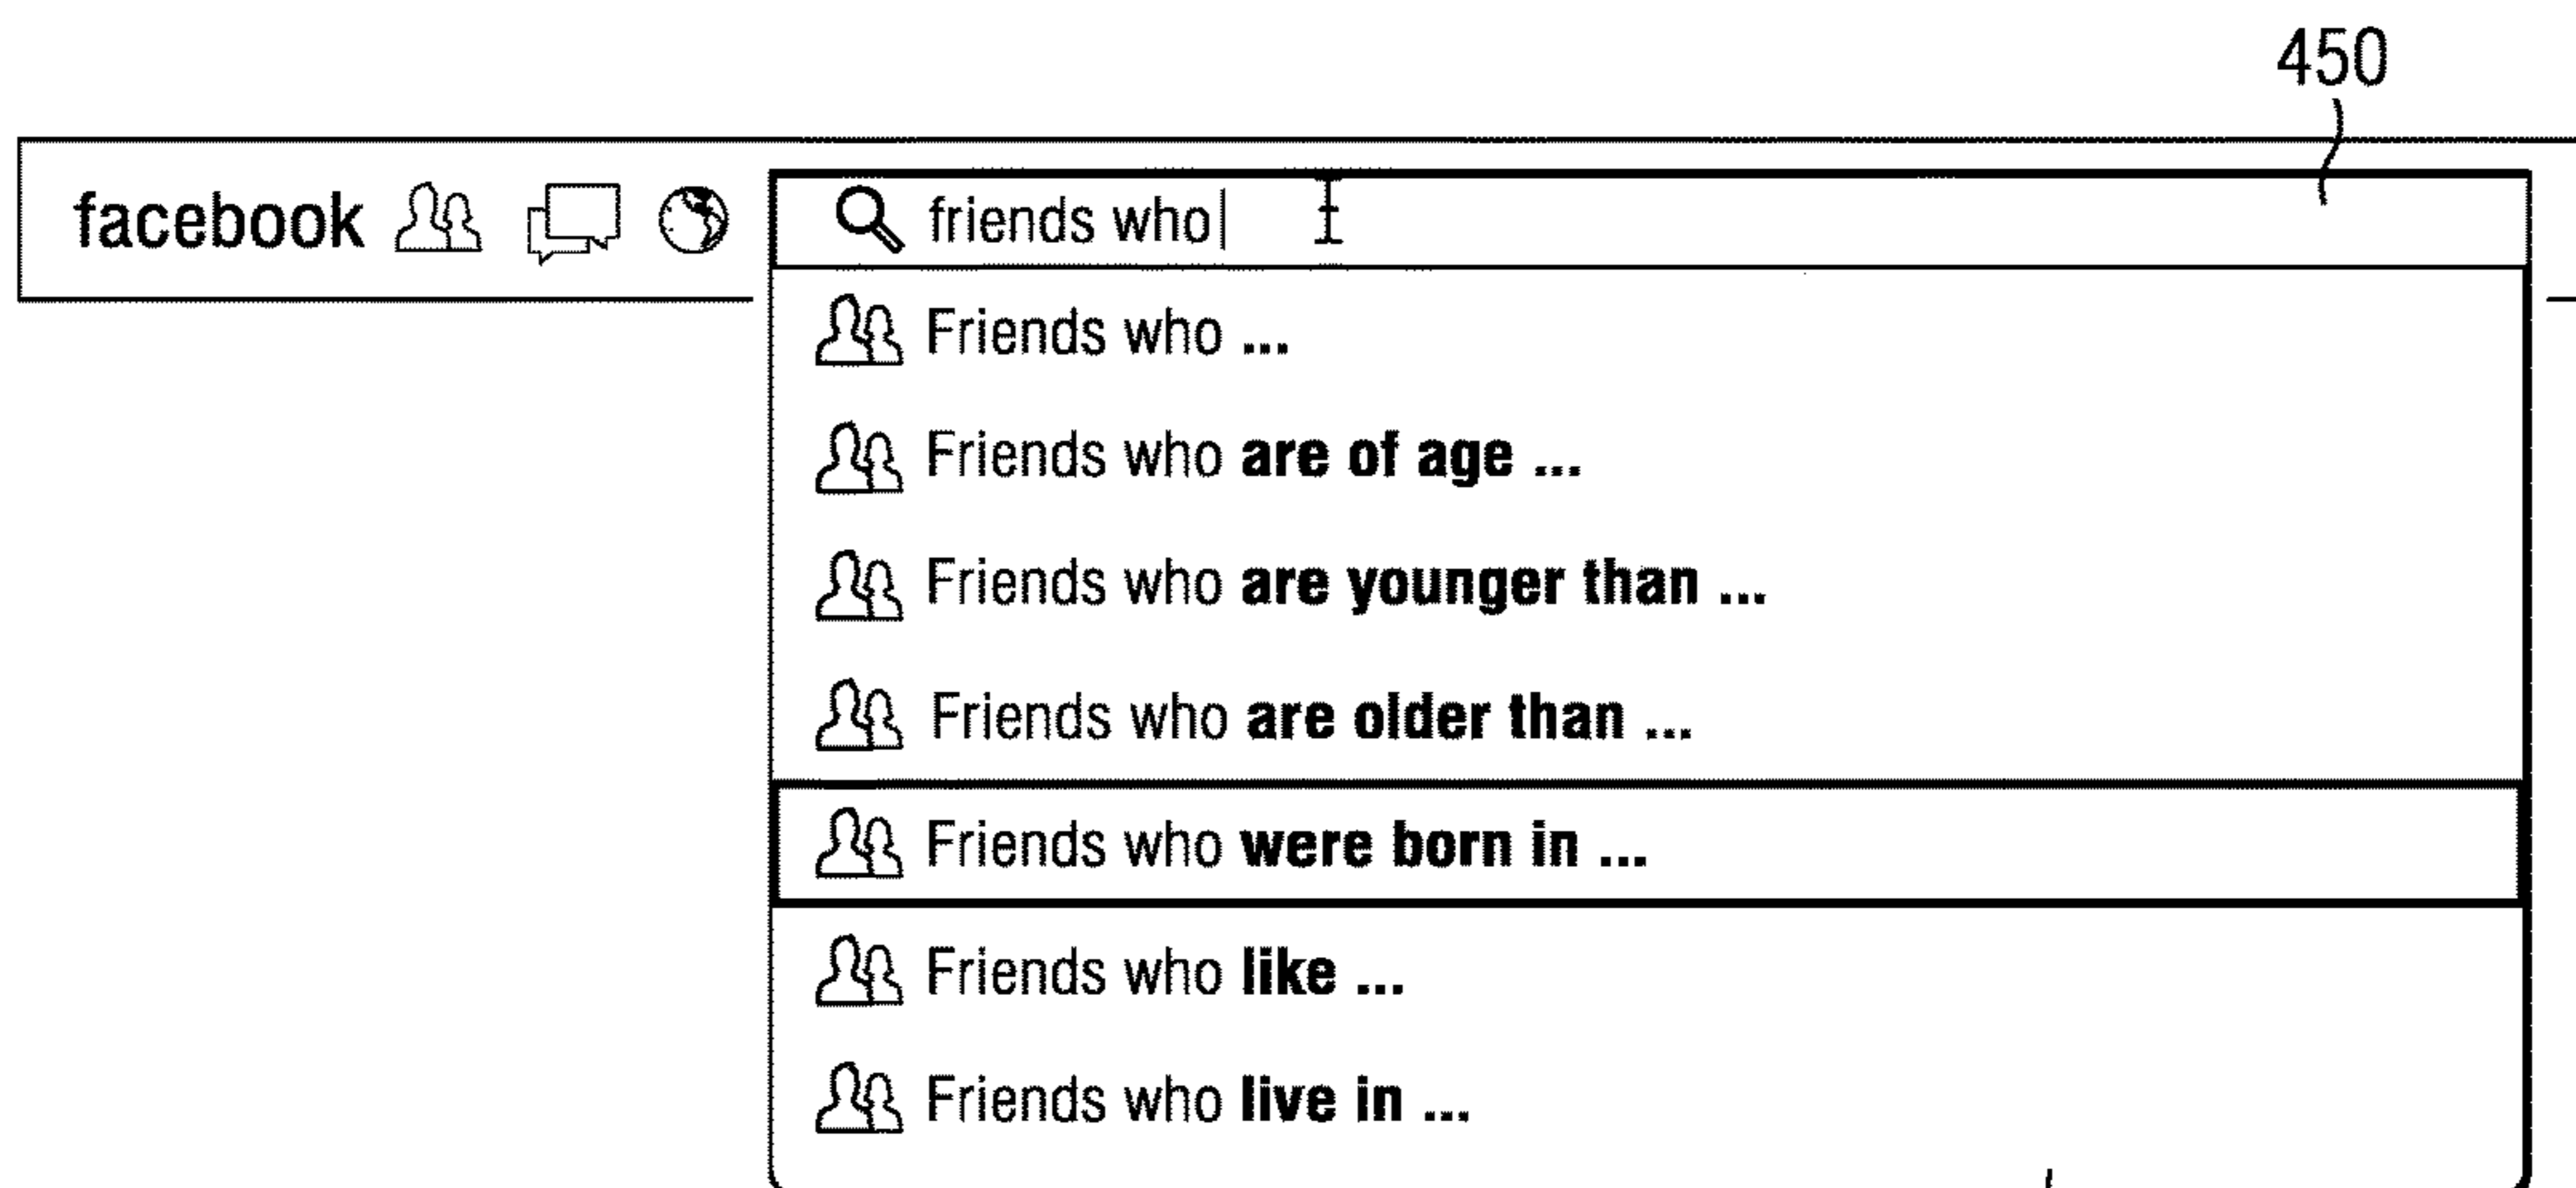 450
facebook friends who
Friends who ...
Friends who are of age ...
Friends who are younger than ...
Friends who are older than ...
Friends who were born in ...
Friends who like ...
Friends who live in ...